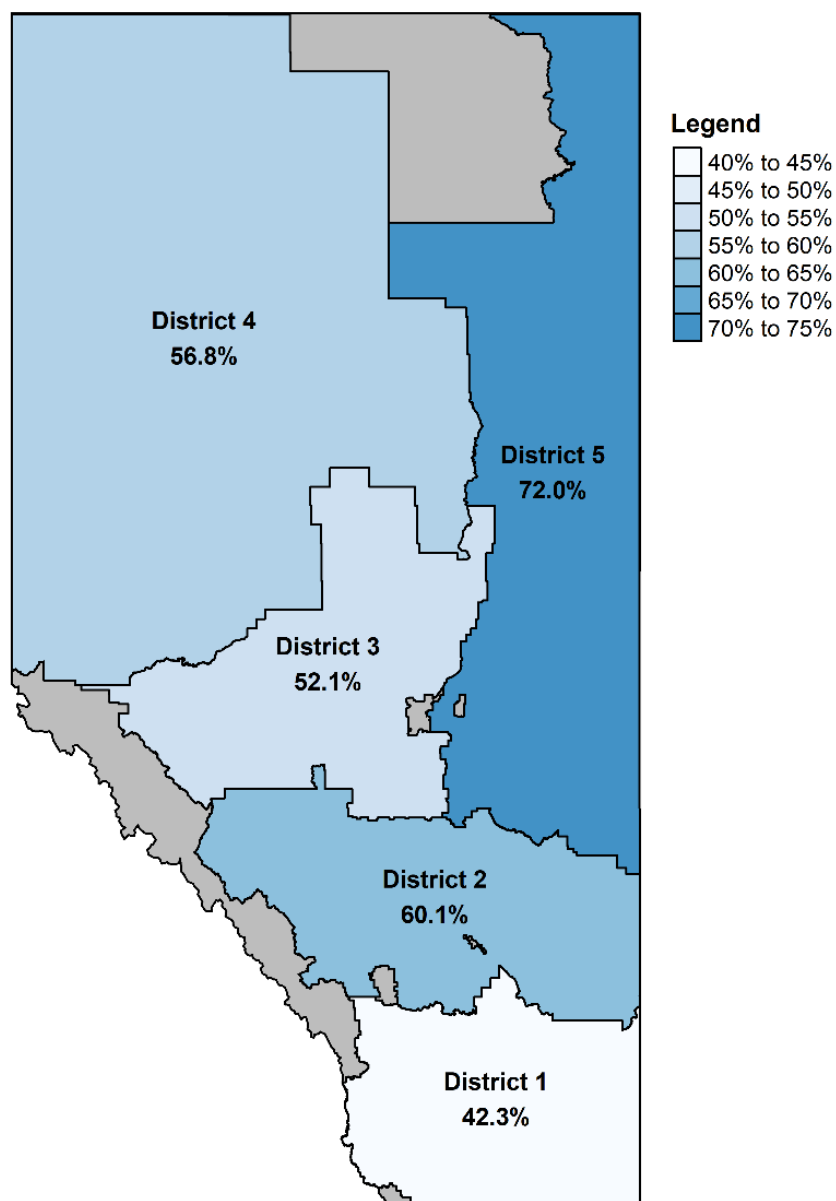 Legend
40% to 45%
45% to 50%
50% to 55%
55% to 60%
60% to 65%
65% to 70%
70% to 75%
District 4
56.8%
District 5
72.0%
District 3
52.1%
District 2
60.1%
District 1
42.3%